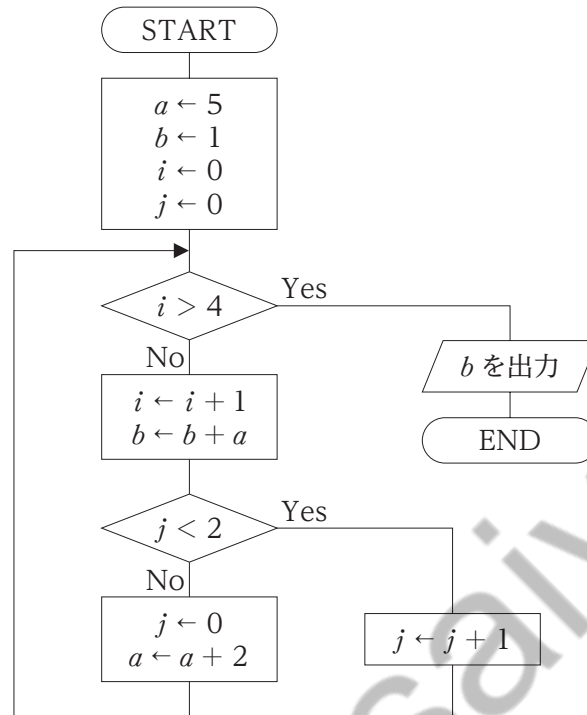 START
a ← 5
b ← 1
i ← 0
j ← 0
i > 4
Yes
No
b を出力
END
i ← i + 1
b ← b + a
j < 2
Yes
No
j ← 0
a ← a + 2
j ← j + 1